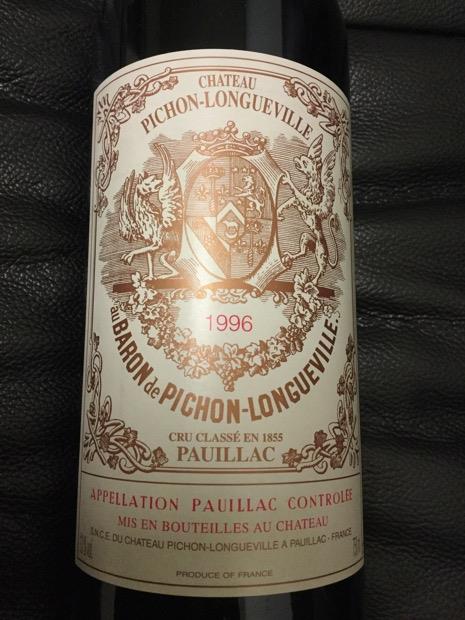 CHATEAU
PICHON-LONGUEVILLE
1996
au BARON de PICHON-LONGUEVILLE.
CRU CLASSÉ EN 1855
PAUILLAC
APPELLATION PAUILLAC CONTROLÉE
MIS EN BOUTEILLES AU CHATEAU
S.N.C.E. DU CHATEAU PICHON-LONGUEVILLE A PAUILLAC - FRANCE
PRODUCE OF FRANCE